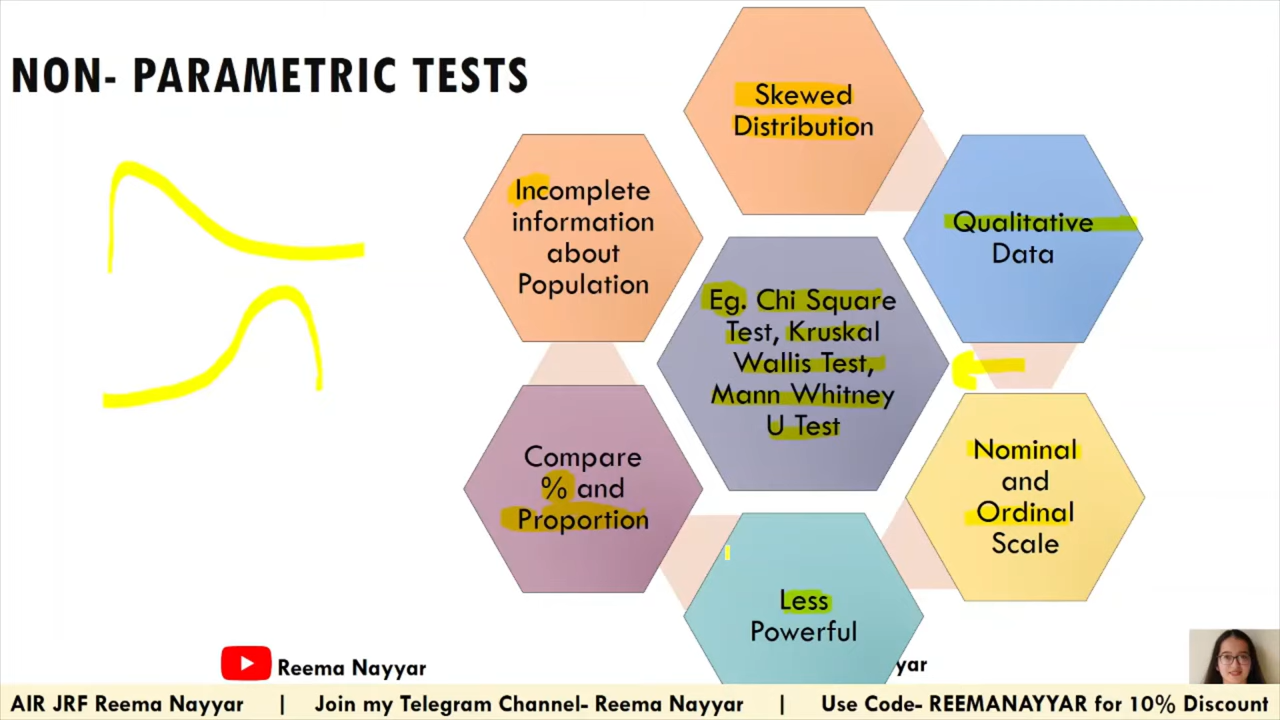 NON- PARAMETRIC TESTS
Skewed
Distribution
Incomplete
information
about
Population
Qualitative
Data
Eg. Chi Square
Test, Kruskal
Wallis Test,
Mann Whitney
U Test
Compare
% and
Proportion
Nominal
and
Ordinal
Scale
Less
Powerful
Reema Nayyar
yar
AIR JRF Reema Nayyar | Join my Telegram Channel- Reema Nayyar | Use Code- REEMANAYYAR for 10% Discount